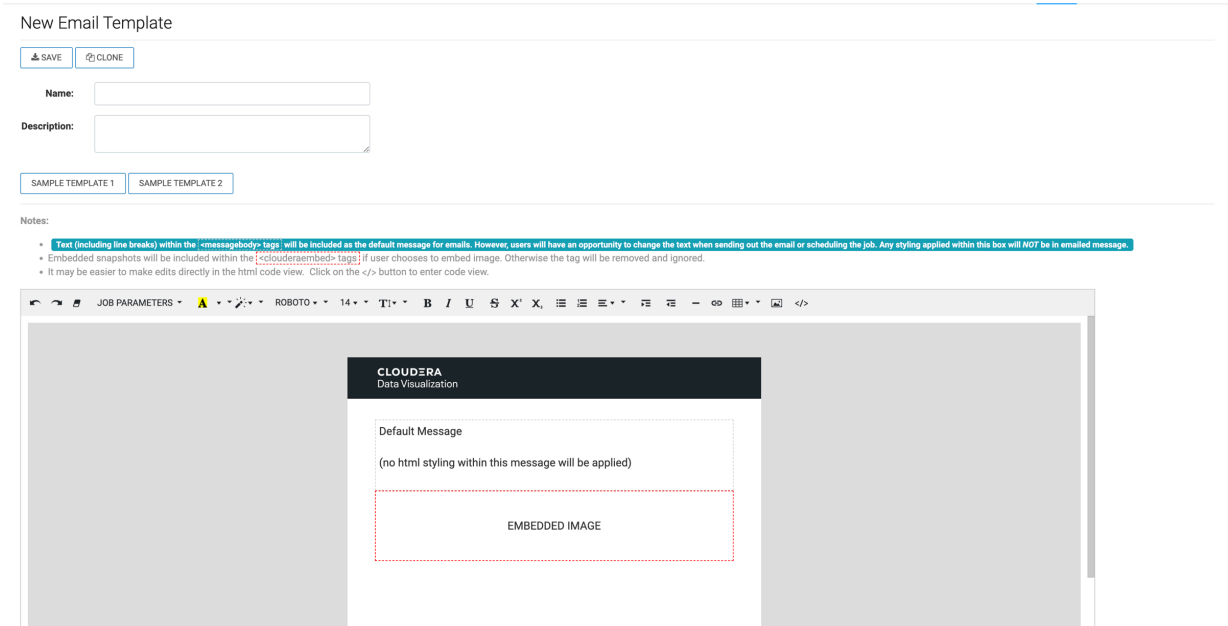 New Email Template
SAVE CLONE
Name:
Description:
SAMPLE TEMPLATE 1 SAMPLE TEMPLATE 2
Notes:
Text (including line breaks) within the <messagebody> tags will be included as the default message for emails. However, users will have an opportunity to change the text when sending out the email or scheduling the job. Any styling applied within this box will NOT be in emailed message.
Embedded snapshots will be included within the <clouderaembed> tags if user chooses to embed image. Otherwise the tag will be removed and ignored.
It may be easier to make edits directly in the html code view. Click on the </> button to enter code view.
JOB PARAMETERS A ROBOTO 14 T B I U S X' X, </>
CLOUDERA
Data Visualization
Default Message
(no html styling within this message will be applied)
EMBEDDED IMAGE